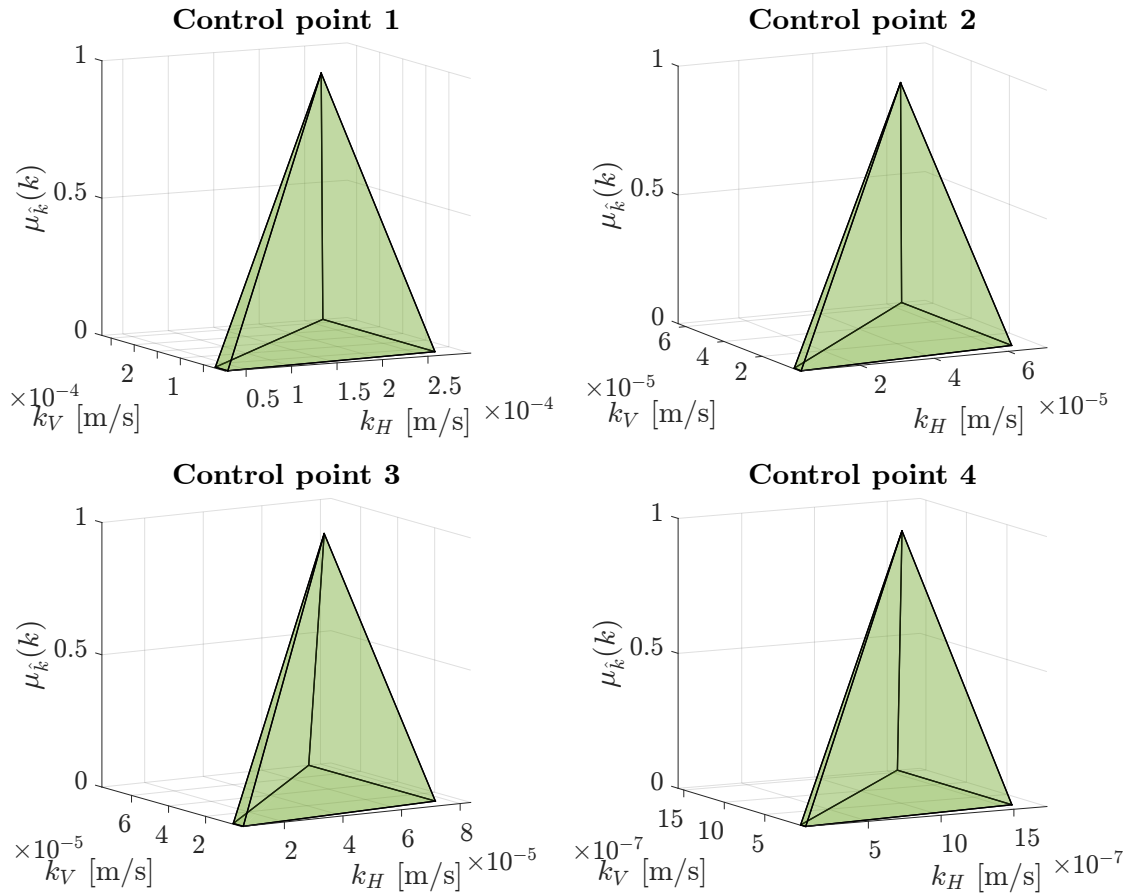 Control point 1
1
0.5
0
μ_k̂(k)
2
1
×10⁻⁴
k_V [m/s]
0.5 1 1.5 2 2.5
k_H [m/s]
×10⁻⁴
Control point 2
1
0.5
0
μ_k̂(k)
6
4
2
×10⁻⁵
k_V [m/s]
2 4 6
k_H [m/s]
×10⁻⁵
Control point 3
1
0.5
0
μ_k̂(k)
6
4
2
×10⁻⁵
k_V [m/s]
2 4 6 8
k_H [m/s]
×10⁻⁵
Control point 4
1
0.5
0
μ_k̂(k)
15
10
5
×10⁻⁷
k_V [m/s]
5 10 15
k_H [m/s]
×10⁻⁷